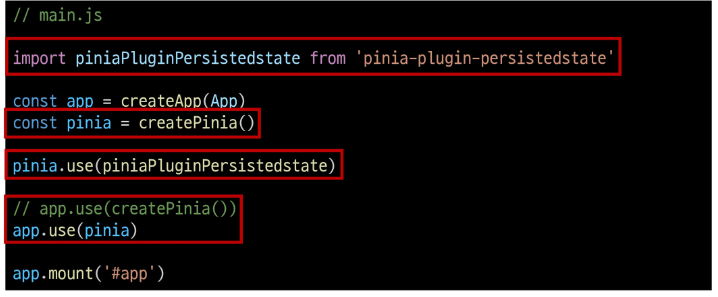 // main.js
import piniaPluginPersistedstate from 'pinia-plugin-persistedstate'
const app = createApp(App)
const pinia = createPinia()
pinia.use(piniaPluginPersistedstate)
// app.use(createPinia())
app.use(pinia)
app.mount('#app')